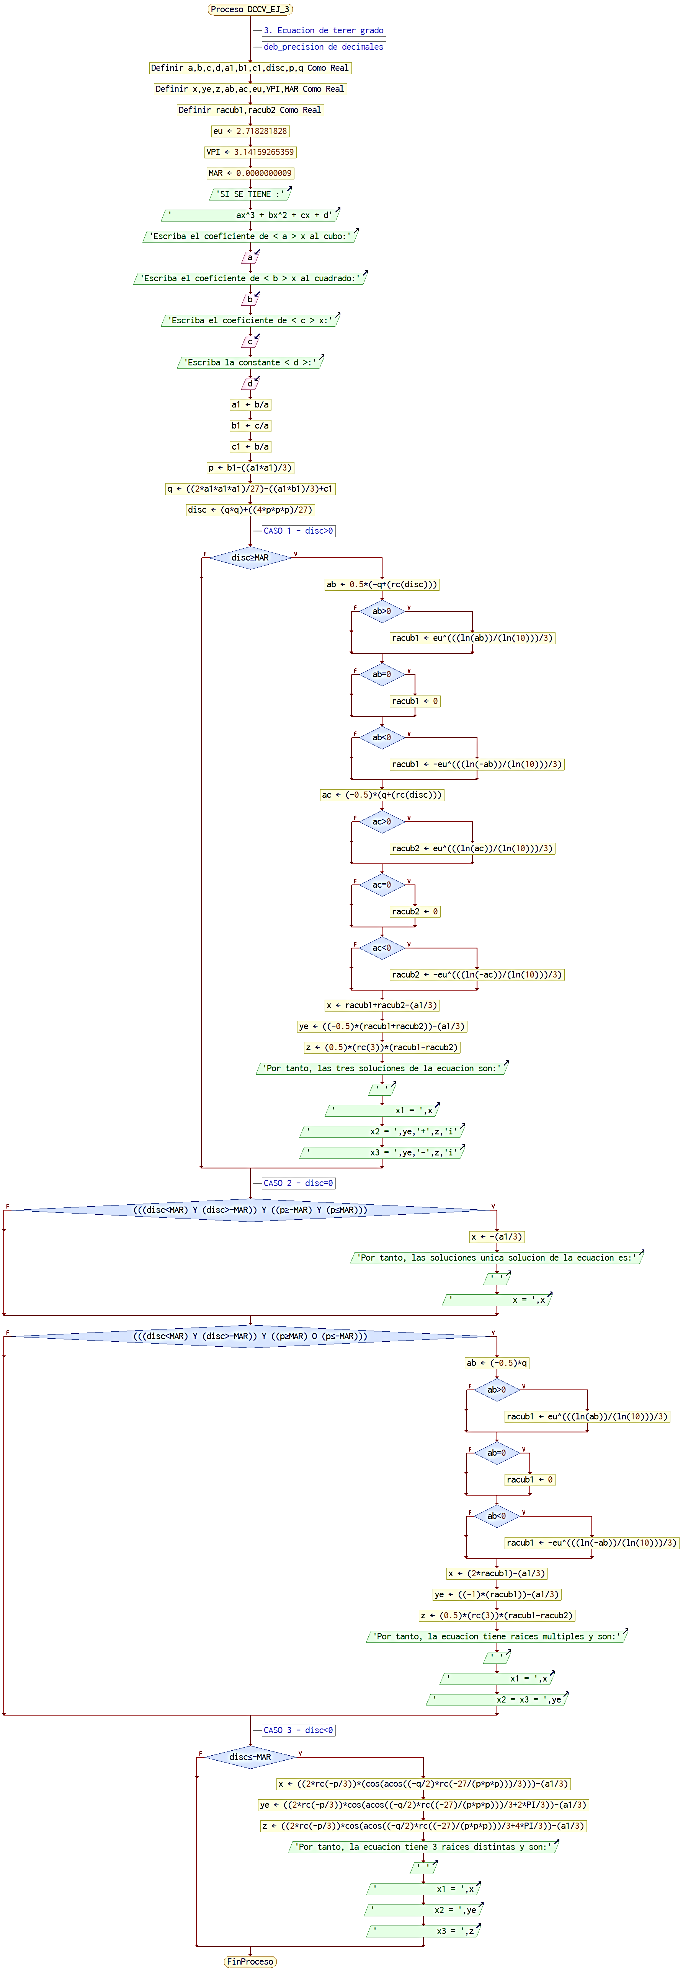 Proceso DCCV_EJ_3
3. Ecuacion de terer grado
deb_precision de decimales
Definir a,b,c,d,a1,b1,c1,disc,p,q Como Real
Definir x,ye,z,ab,ac,eu,VPI,MAR Como Real
Definir racub1,racub2 Como Real
eu ← 2.718281828
VPI ← 3.14159265359
MAR ← 0.0000000009
'SI SE TIENE :'
'             ax^3 + bx^2 + cx + d'
'Escriba el coeficiente de < a > x al cubo:'
a
'Escriba el coeficiente de < b > x al cuadrado:'
b
'Escriba el coeficiente de < c > x:'
c
'Escriba la constante < d >:'
d
a1 ← b/a
b1 ← c/a
c1 ← b/a
p ← b1-((a1*a1)/3)
q ← ((2*a1*a1*a1)/27)-((a1*b1)/3)+c1
disc ← (q*q)+((4*p*p*p)/27)
CASO 1 - disc>0
F disc≥MAR V
ab ← 0.5*(-q+(rc(disc)))
F ab>0 V
racub1 ← eu^(((ln(ab))/(ln(10)))/3)
F ab=0 V
racub1 ← 0
F ab<0 V
racub1 ← -eu^(((ln(-ab))/(ln(10)))/3)
ac ← (-0.5)*(q+(rc(disc)))
F ac>0 V
racub2 ← eu^(((ln(ac))/(ln(10)))/3)
F ac=0 V
racub2 ← 0
F ac<0 V
racub2 ← -eu^(((ln(-ac))/(ln(10)))/3)
x ← racub1+racub2-(a1/3)
ye ← ((-0.5)*(racub1+racub2))-(a1/3)
z ← (0.5)*(rc(3))*(racub1-racub2)
'Por tanto, las tres soluciones de la ecuacion son:'
' '
'            x1 = ',x
'            x2 = ',ye,'+',z,'i'
'            x3 = ',ye,'-',z,'i'
CASO 2 - disc=0
F (((disc<MAR) Y (disc>-MAR)) Y ((p≥-MAR) Y (p≤MAR))) V
x ← -(a1/3)
'Por tanto, las soluciones unica solucion de la ecuacion es:'
' '
'            x = ',x
F (((disc<MAR) Y (disc>-MAR)) Y ((p≥MAR) O (p≤-MAR))) V
ab ← (-0.5)*q
F ab>0 V
racub1 ← eu^(((ln(ab))/(ln(10)))/3)
F ab=0 V
racub1 ← 0
F ab<0 V
racub1 ← -eu^(((ln(-ab))/(ln(10)))/3)
x ← (2*racub1)-(a1/3)
ye ← ((-1)*(racub1))-(a1/3)
z ← (0.5)*(rc(3))*(racub1-racub2)
'Por tanto, la ecuacion tiene raices multiples y son:'
' '
'            x1 = ',x
'            x2 = x3 = ',ye
CASO 3 - disc<0
F disc≤-MAR V
x ← ((2*rc(-p/3))*(cos(acos((-q/2)*rc(-27/(p*p*p)))/3)))-(a1/3)
ye ← ((2*rc(-p/3))*cos(acos((-q/2)*rc((-27)/(p*p*p)))/3+2*PI/3))-(a1/3)
z ← ((2*rc(-p/3))*cos(acos((-q/2)*rc((-27)/(p*p*p)))/3+4*PI/3))-(a1/3)
'Por tanto, la ecuacion tiene 3 raices distintas y son:'
' '
'            x1 = ',x
'            x2 = ',ye
'            x3 = ',z
FinProceso